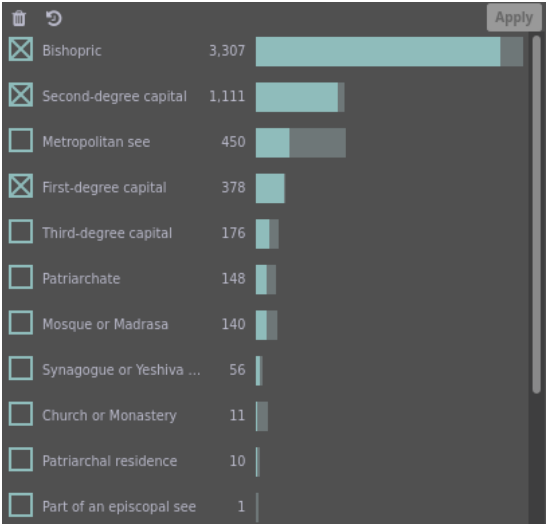 Apply
Bishopric 3,307
Second-degree capital 1,111
Metropolitan see 450
First-degree capital 378
Third-degree capital 176
Patriarchate 148
Mosque or Madrasa 140
Synagogue or Yeshiva ... 56
Church or Monastery 11
Patriarchal residence 10
Part of an episcopal see 1